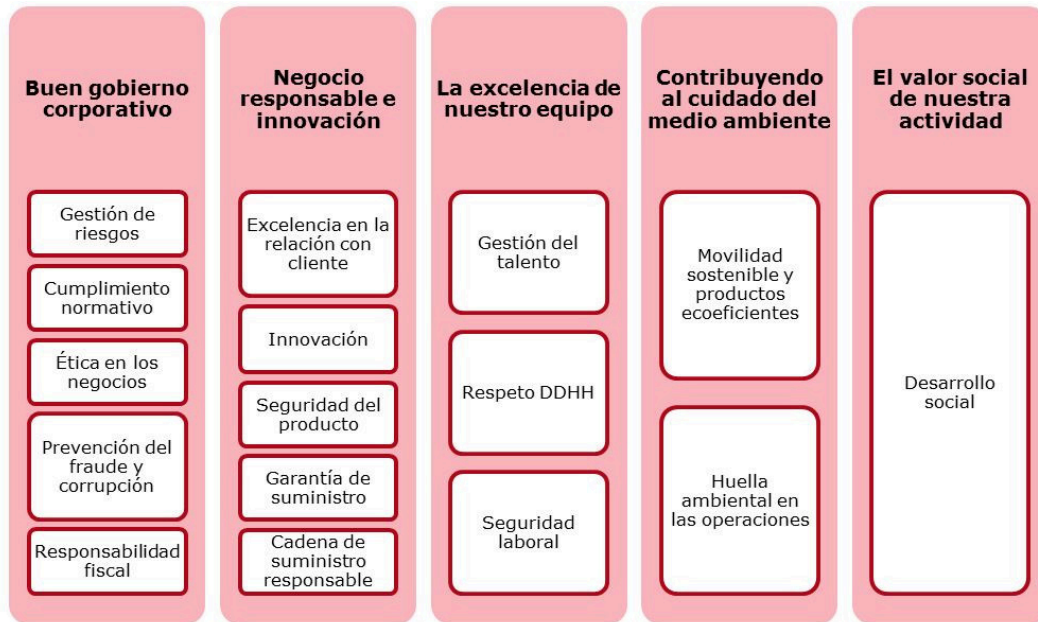 Buen gobierno
corporativo
Gestión de
riesgos
Cumplimiento
normativo
Ética en los
negocios
Prevención del
fraude y
corrupción
Responsabilidad
fiscal
Negocio
responsable e
innovación
Excelencia en la
relación con
cliente
Innovación
Seguridad del
producto
Garantía de
suministro
Cadena de
suministro
responsable
La excelencia de
nuestro equipo
Gestión del
talento
Respeto DDHH
Seguridad
laboral
Contribuyendo
al cuidado del
medio ambiente
Movilidad
sostenible y
productos
ecoeficientes
Huella
ambiental en
las operaciones
El valor social
de nuestra
actividad
Desarrollo
social